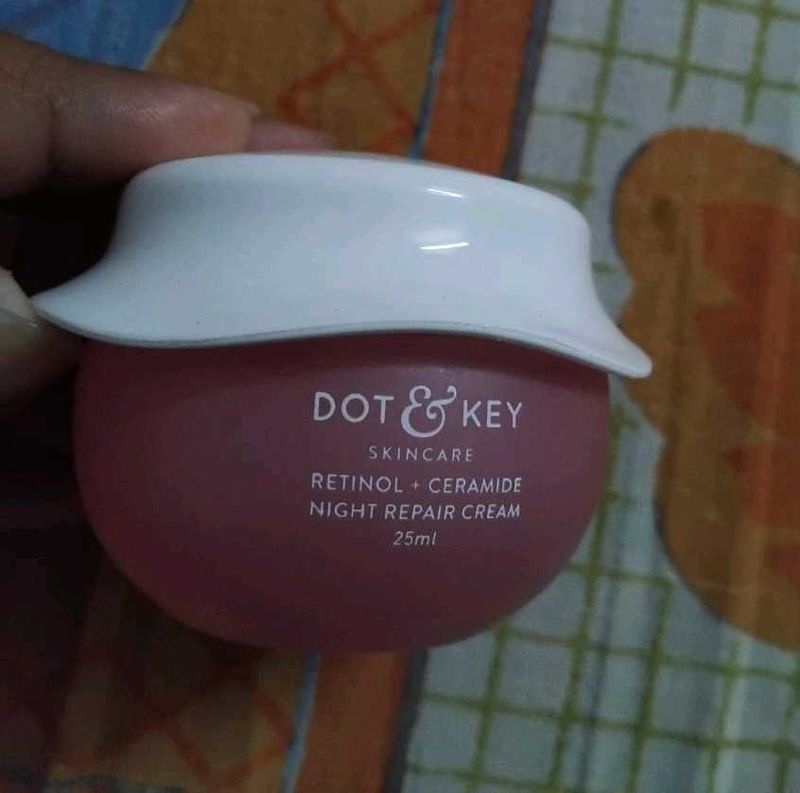 DOT & KEY
SKINCARE
RETINOL + CERAMIDE
NIGHT REPAIR CREAM
25ml